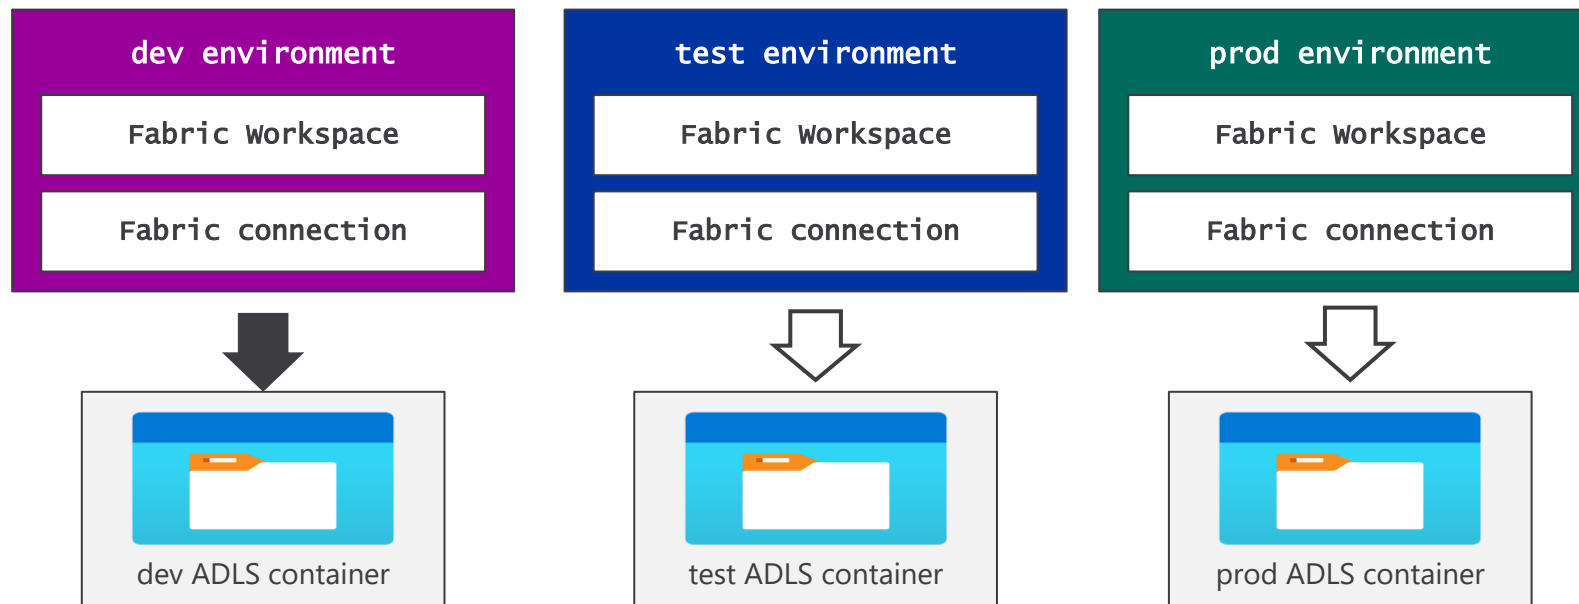 dev environment
test environment
prod environment
Fabric Workspace
Fabric Workspace
Fabric Workspace
Fabric connection
Fabric connection
Fabric connection
dev ADLS container
test ADLS container
prod ADLS container